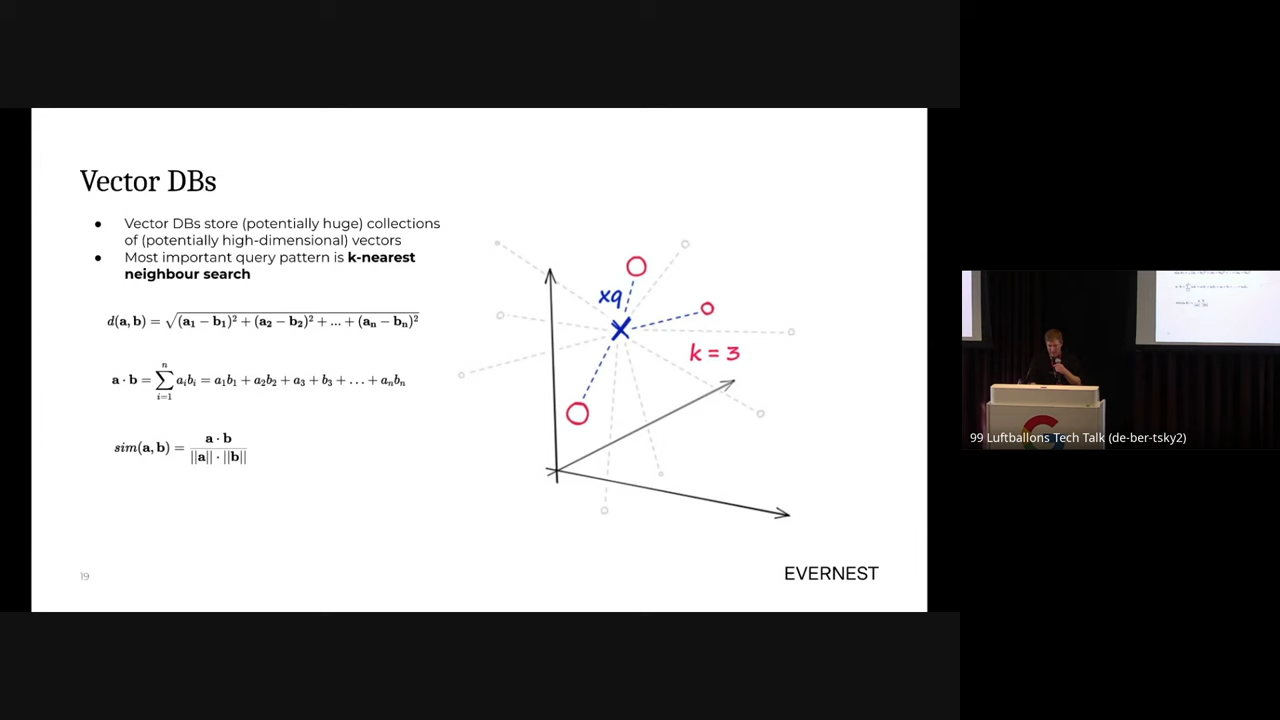 Vector DBs
● Vector DBs store (potentially huge) collections
of (potentially high-dimensional) vectors
● Most important query pattern is k-nearest
neighbour search
d(a, b) = √(a₁ − b₁)² + (a₂ − b₂)² + ... + (aₙ − bₙ)²
a · b = ∑ⁿᵢ₌₁ aᵢbᵢ = a₁b₁ + a₂b₂ + a₃ + b₃ + ... + aₙbₙ
sim(a, b) = a · b / ||a|| · ||b||
xq
k = 3
19
EVERNEST
99 Luftballons Tech Talk (de-ber-tsky2)